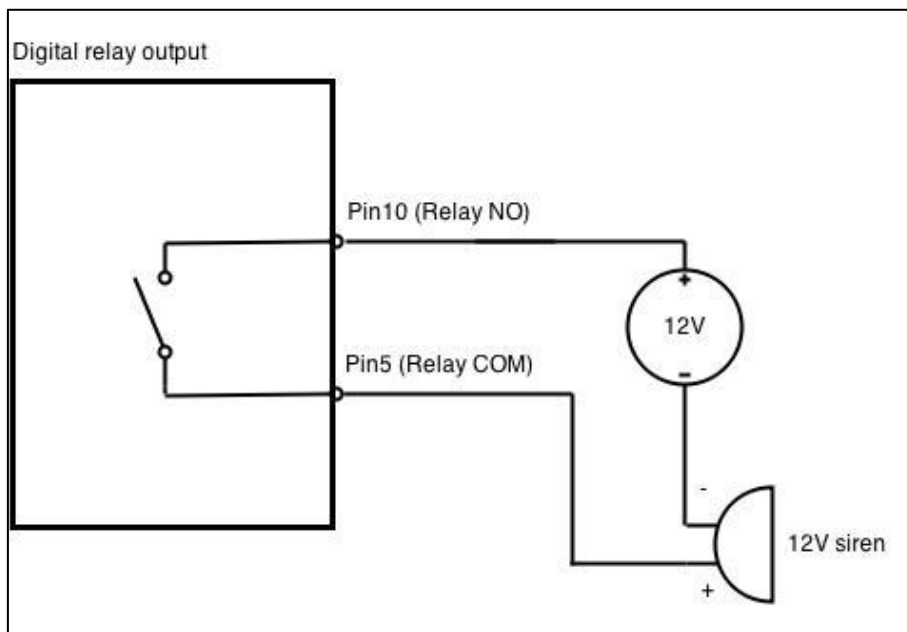 Digital relay output
Pin10 (Relay NO)
+
12V
Pin5 (Relay COM)
-
-
12V siren
+